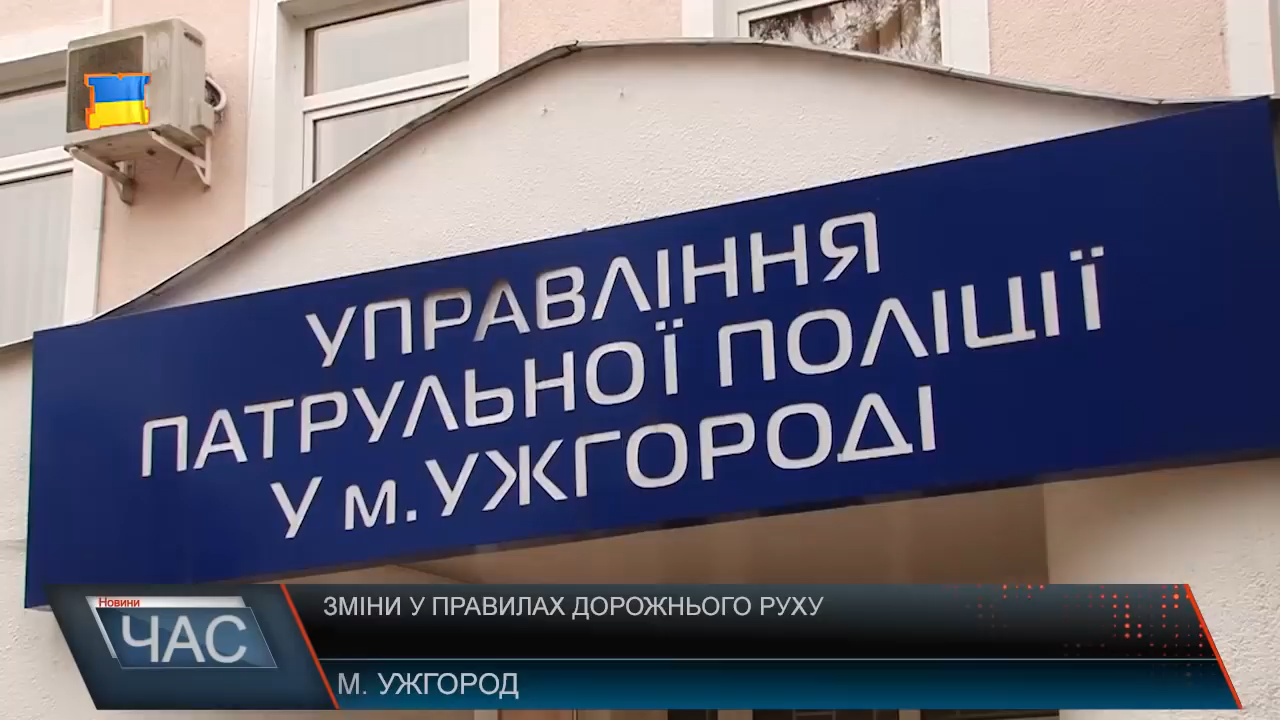 УПРАВЛІННЯ
ПАТРУЛЬНОЇ ПОЛІЦІЇ
У м.УЖГОРОДІ
Новини
ЧАС
ЗМІНИ У ПРАВИЛАХ ДОРОЖНЬОГО РУХУ
М. УЖГОРОД